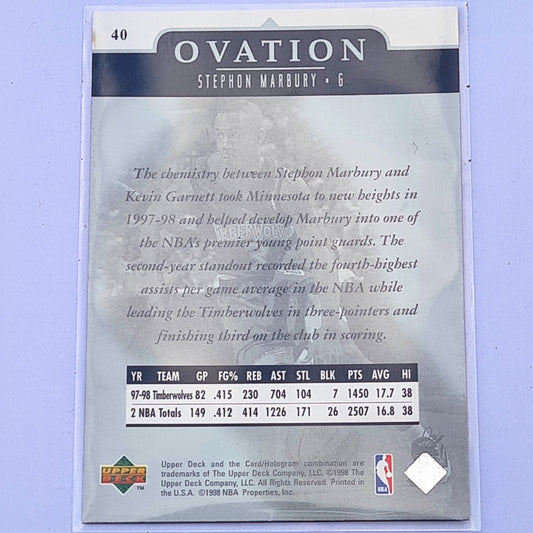 40
OVATION
STEPHON MARBURY • G
The chemistry between Stephon Marbury and
Kevin Garnett took Minnesota to new heights in
1997-98 and helped develop Marbury into one of
the NBA's premier young point guards. The
second-year standout recorded the fourth-highest
assists per game average in the NBA while
leading the Timberwolves in three-pointers and
finishing third on the club in scoring.
YR TEAM GP FG% REB AST STL BLK PTS AVG HI
97-98 Timberwolves 82 .415 230 704 104 7 1450 17.7 38
2 NBA Totals 149 .412 414 1226 171 26 2507 16.8 38
Upper Deck and the Card/Hologram combination are
trademarks of The Upper Deck Company, LLC. ©1998 The
Upper Deck Company, LLC. All Rights Reserved. Printed in
the U.S.A. ©1998 NBA Properties, Inc.
UPPER
DECK
TM
NBA